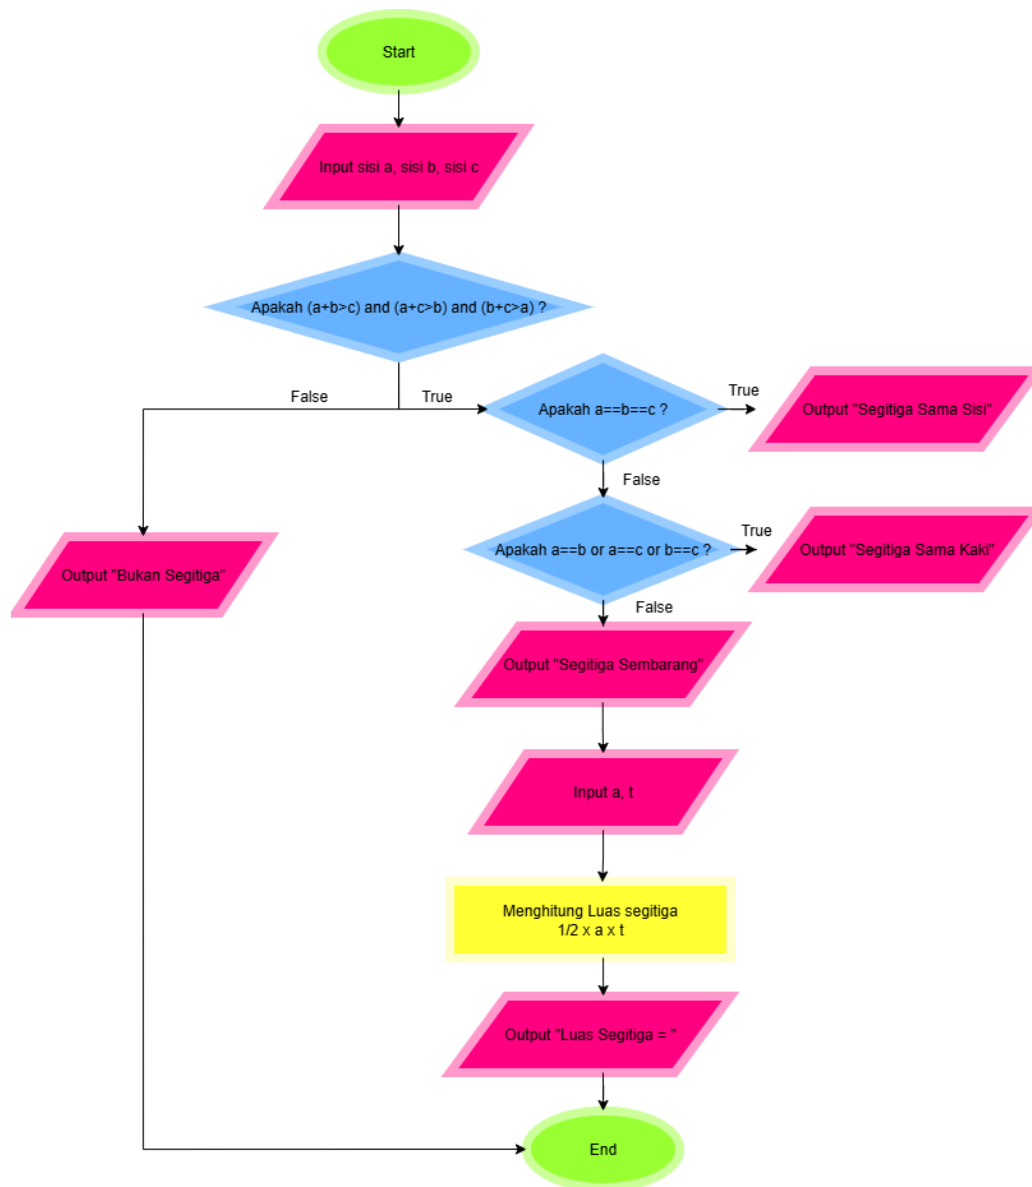 Start
Input sisi a, sisi b, sisi c
Apakah (a+b>c) and (a+c>b) and (b+c>a) ?
False
True
Apakah a==b==c ?
True
Output "Segitiga Sama Sisi"
False
Apakah a==b or a==c or b==c ?
True
Output "Segitiga Sama Kaki"
Output "Bukan Segitiga"
False
Output "Segitiga Sembarang"
Input a, t
Menghitung Luas segitiga
1/2 x a x t
Output "Luas Segitiga = "
End